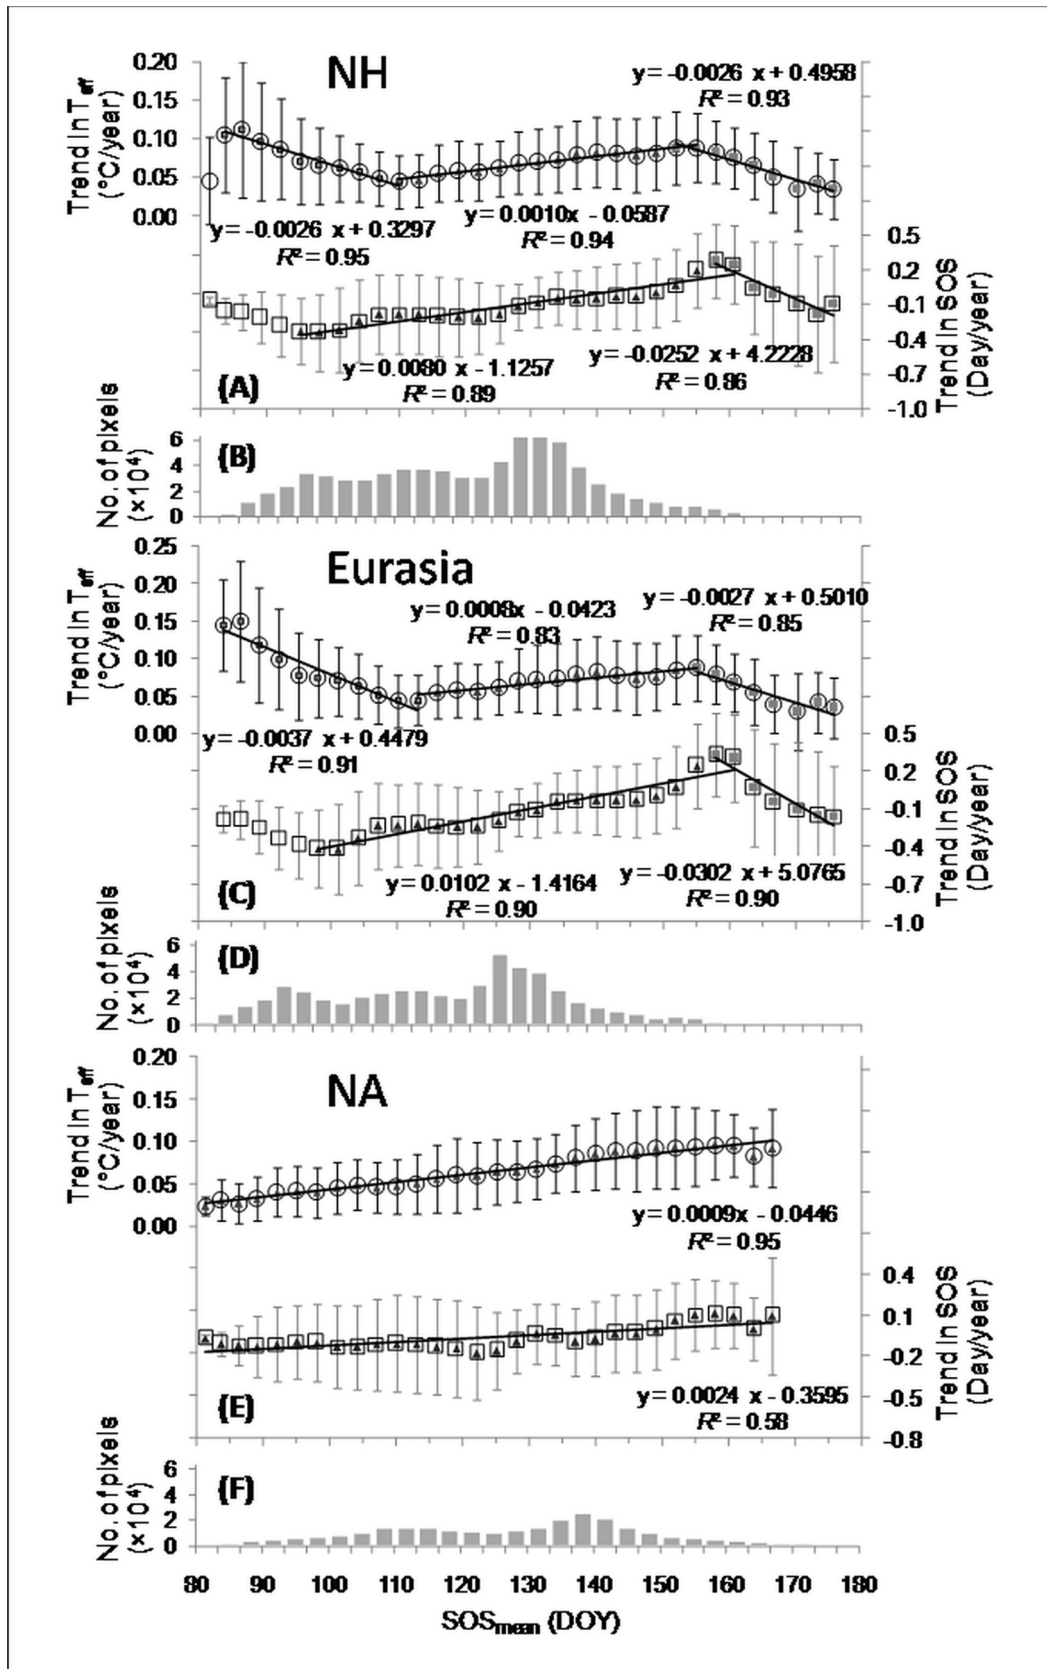 NH
Trend in Teff
(°C/year)
0.20
0.15
0.10
0.05
0.00
y = -0.0026 x + 0.4958
R² = 0.93
y = -0.0026 x + 0.3297
R² = 0.95
y = 0.0010x - 0.0587
R² = 0.94
0.5
0.2
-0.1
-0.4
-0.7
-1.0
Trend in SOS
(Day/year)
y = 0.0080 x - 1.1257
R² = 0.89
y = -0.0252 x + 4.2228
R² = 0.86
(A)
No. of pixels
(×10⁴)
6
4
2
0
(B)
Eurasia
Trend in Teff
(°C/year)
0.25
0.20
0.15
0.10
0.05
0.00
y = 0.0008x - 0.0423
R² = 0.83
y = -0.0027 x + 0.5010
R² = 0.85
y = -0.0037 x + 0.4479
R² = 0.91
0.5
0.2
-0.1
-0.4
-0.7
-1.0
Trend in SOS
(Day/year)
y = 0.0102 x - 1.4164
R² = 0.90
y = -0.0302 x + 5.0765
R² = 0.90
(C)
No. of pixels
(×10⁴)
6
4
2
0
(D)
NA
Trend in Teff
(°C/year)
0.20
0.15
0.10
0.05
0.00
y = 0.0009x - 0.0446
R² = 0.95
0.4
0.1
-0.2
-0.5
-0.8
Trend in SOS
(Day/year)
y = 0.0024 x - 0.3595
R² = 0.58
(E)
No. of pixels
(×10⁴)
6
4
2
0
(F)
80 90 100 110 120 130 140 150 160 170 180
SOSmean (DOY)